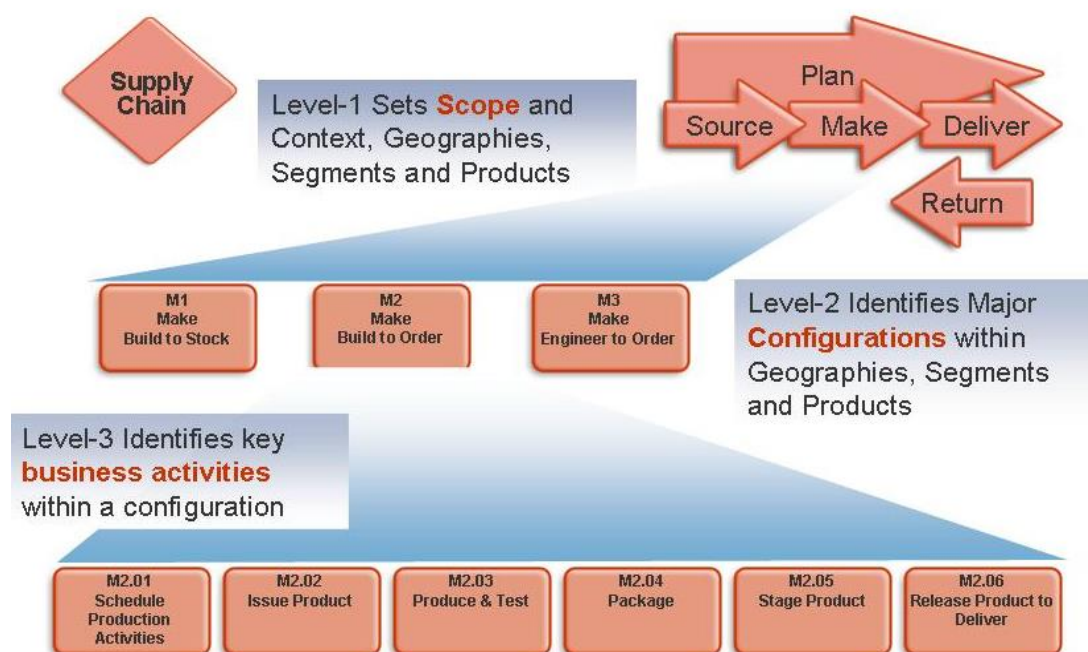 Supply
Chain
Level-1 Sets Scope and
Context, Geographies,
Segments and Products
Plan
Source
Make
Deliver
Return
M1
Make
Build to Stock
M2
Make
Build to Order
M3
Make
Engineer to Order
Level-2 Identifies Major
Configurations within
Geographies, Segments
and Products
Level-3 Identifies key
business activities
within a configuration
M2.01
Schedule
Production
Activities
M2.02
Issue Product
M2.03
Produce & Test
M2.04
Package
M2.05
Stage Product
M2.06
Release Product to
Deliver